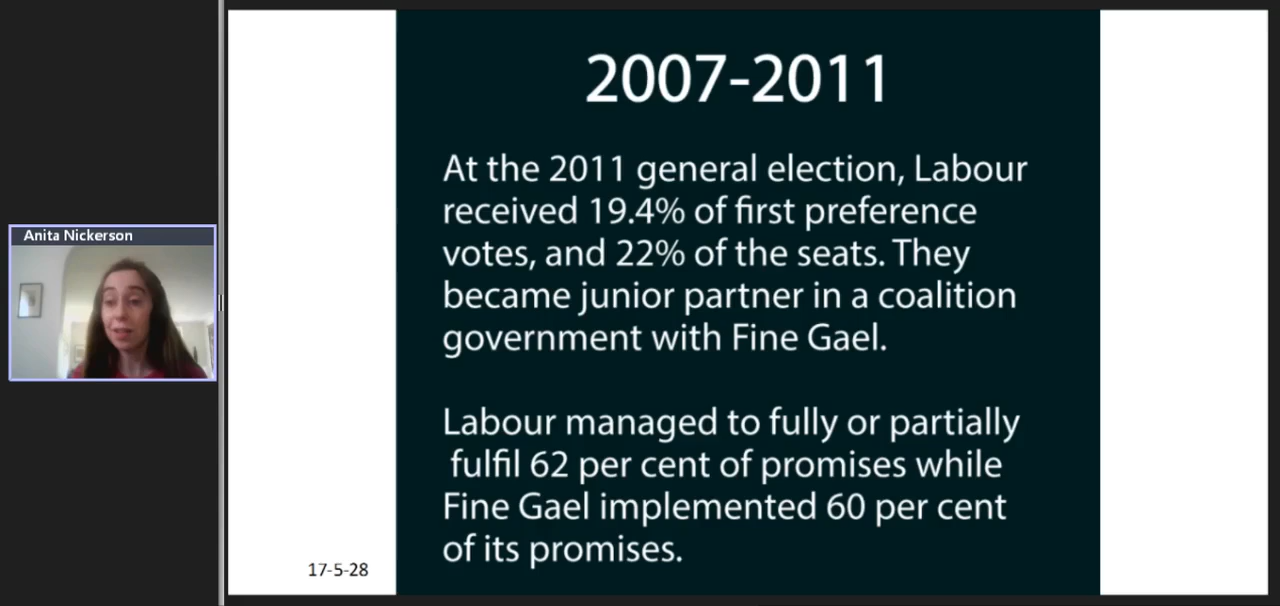 Anita Nickerson
2007-2011
At the 2011 general election, Labour
received 19.4% of first preference
votes, and 22% of the seats. They
became junior partner in a coalition
government with Fine Gael.
Labour managed to fully or partially
fulfil 62 per cent of promises while
Fine Gael implemented 60 per cent
of its promises.
17-5-28